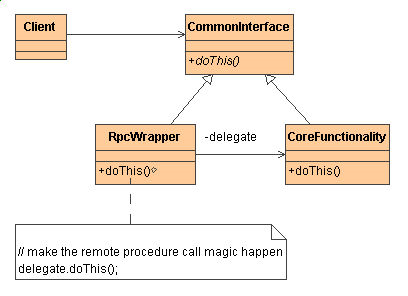 Client
CommonInterface
+doThis()
RpcWrapper
-delegate
CoreFunctionality
+doThis()
+doThis()
// make the remote procedure call magic happen
delegate.doThis();